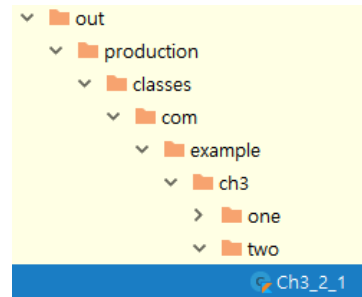 out
production
classes
com
example
ch3
one
two
Ch3_2_1